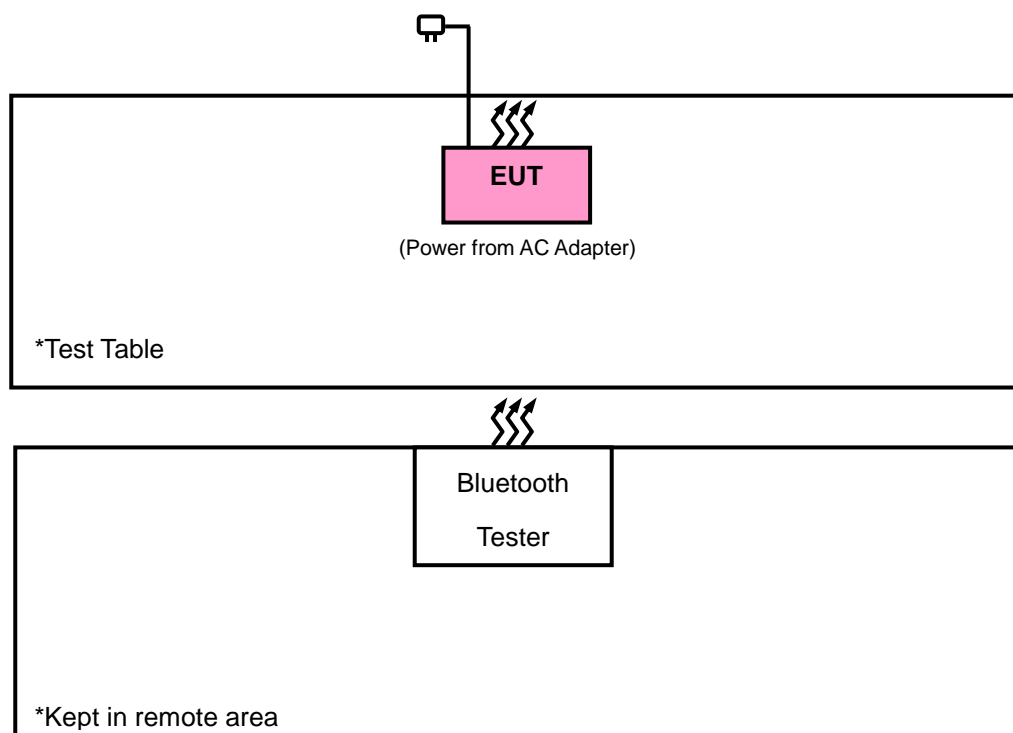 EUT
(Power from AC Adapter)
*Test Table
Bluetooth
Tester
*Kept in remote area